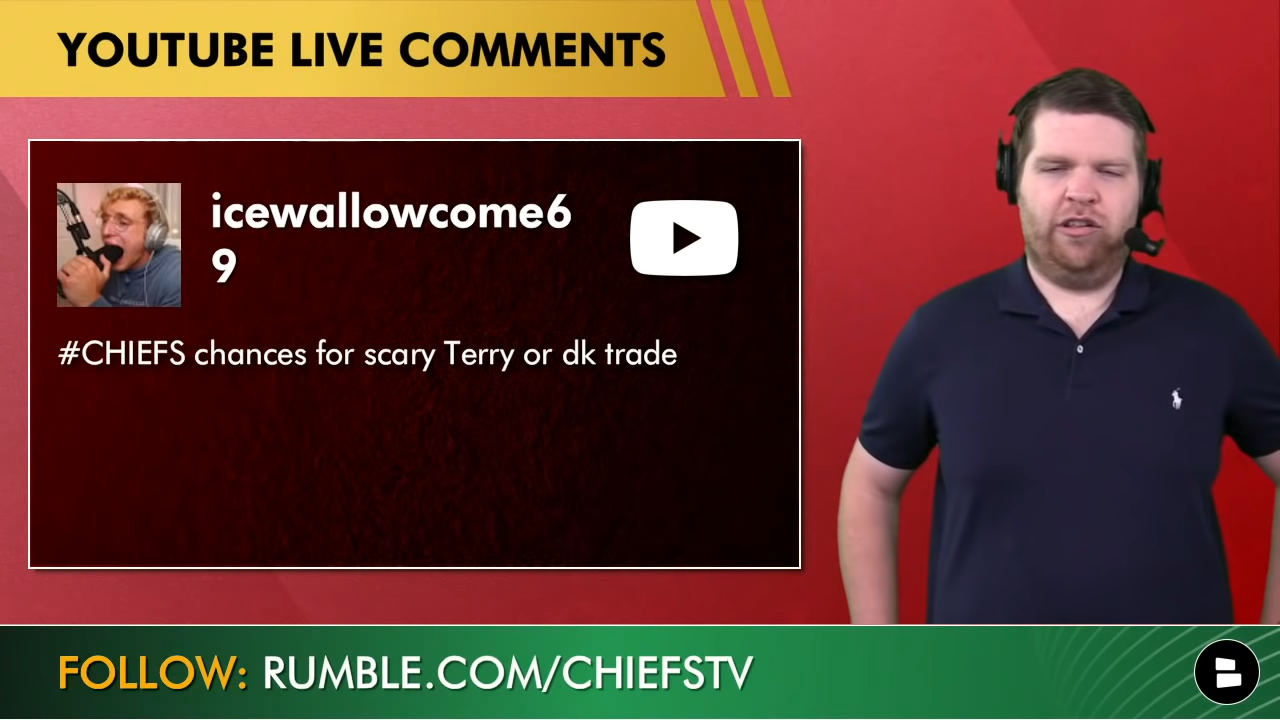 YOUTUBE LIVE COMMENTS
icewallowcome6
9
#CHIEFS chances for scary Terry or dk trade
FOLLOW: RUMBLE.COM/CHIEFSTV